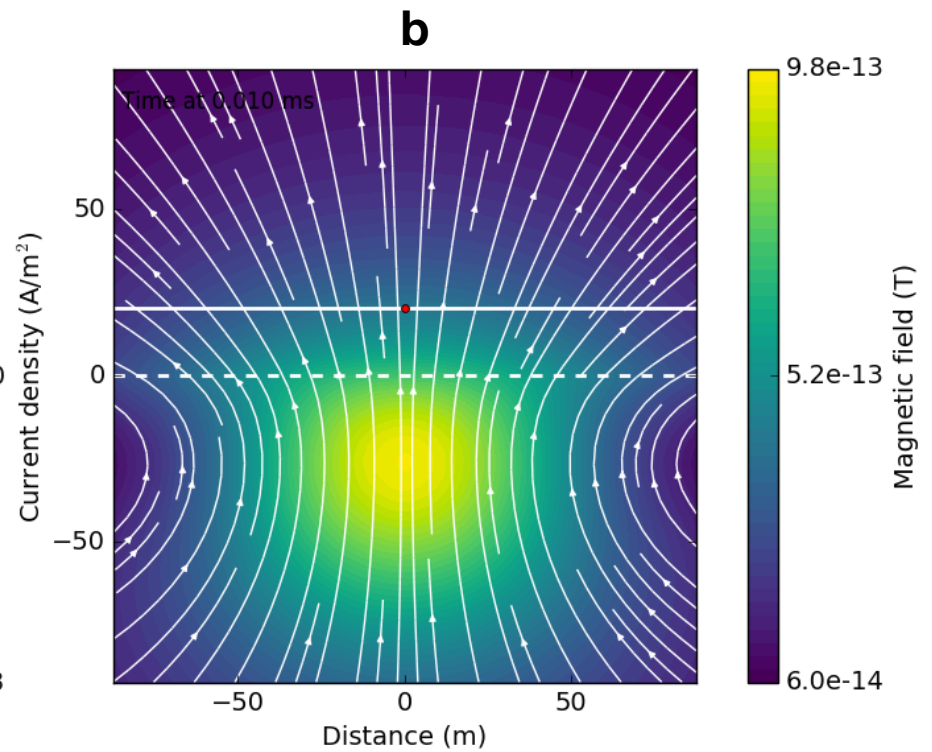 b
9.8e-13
Time at 0.010 ms
50
Current density (A/m²)
Magnetic field (T)
0
5.2e-13
−50
6.0e-14
−50 0 50
Distance (m)